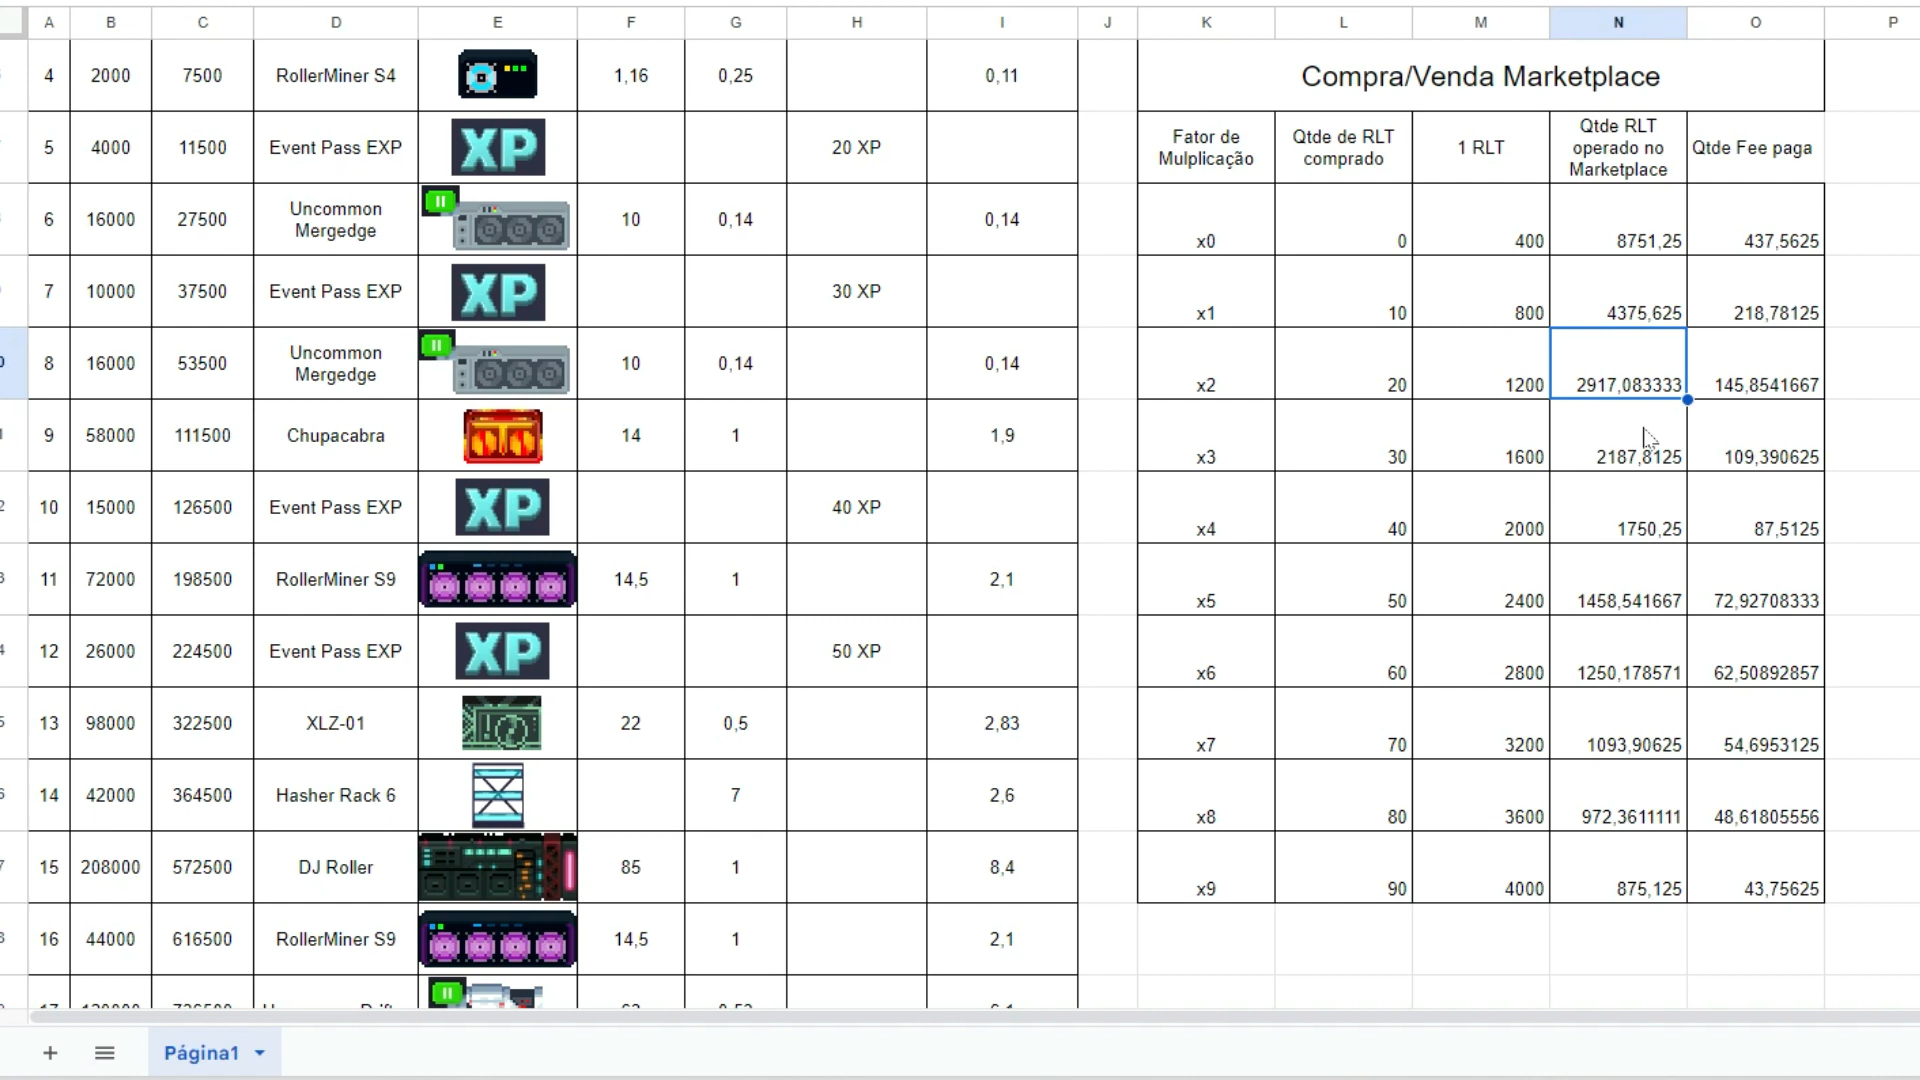 A B C D E F G H I J K L M N O P
4 2000 7500 RollerMiner S4 1,16 0,25 0,11
Compra/Venda Marketplace
5 4000 11500 Event Pass EXP XP 20 XP
Fator de Mulplicação
Qtde de RLT comprado
1 RLT
Qtde RLT operado no Marketplace
Qtde Fee paga
6 16000 27500 Uncommon Mergedge II 10 0,14 0,14
x0 0 400 8751,25 437,5625
7 10000 37500 Event Pass EXP XP 30 XP
x1 10 800 4375,625 218,78125
8 16000 53500 Uncommon Mergedge II 10 0,14 0,14
x2 20 1200 2917,083333 145,8541667
9 58000 111500 Chupacabra 14 1 1,9
x3 30 1600 2187,8125 109,390625
10 15000 126500 Event Pass EXP XP 40 XP
x4 40 2000 1750,25 87,5125
11 72000 198500 RollerMiner S9 14,5 1 2,1
x5 50 2400 1458,541667 72,92708333
12 26000 224500 Event Pass EXP XP 50 XP
x6 60 2800 1250,178571 62,50892857
13 98000 322500 XLZ-01 22 0,5 2,83
x7 70 3200 1093,90625 54,6953125
14 42000 364500 Hasher Rack 6 7 2,6
x8 80 3600 972,3611111 48,61805556
15 208000 572500 DJ Roller 85 1 8,4
x9 90 4000 875,125 43,75625
16 44000 616500 RollerMiner S9 14,5 1 2,1
II
Página1